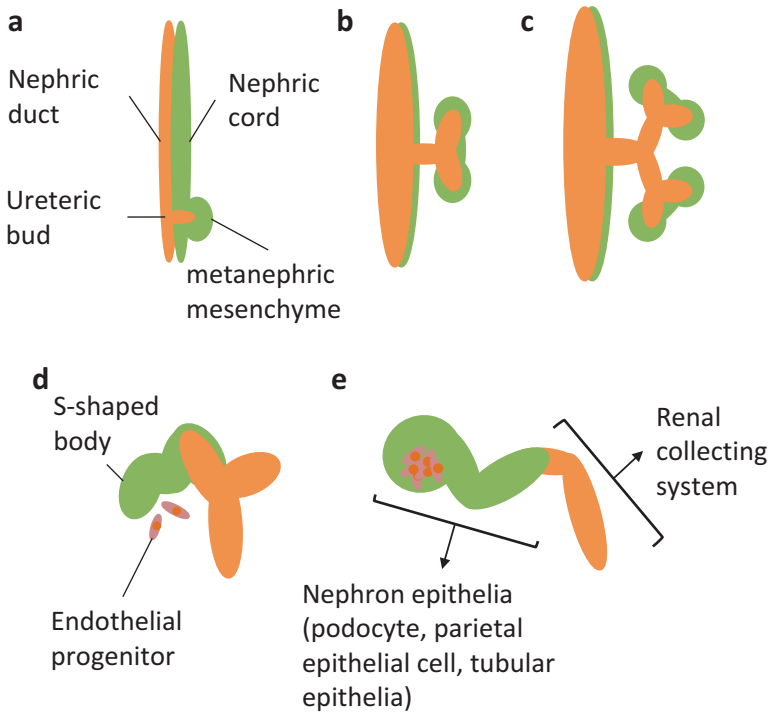 a
Nephric
duct
Nephric
cord
Ureteric
bud
metanephric
mesenchyme
b
c
d
S-shaped
body
Endothelial
progenitor
e
Renal
collecting
system
Nephron epithelia
(podocyte, parietal
epithelial cell, tubular
epithelia)